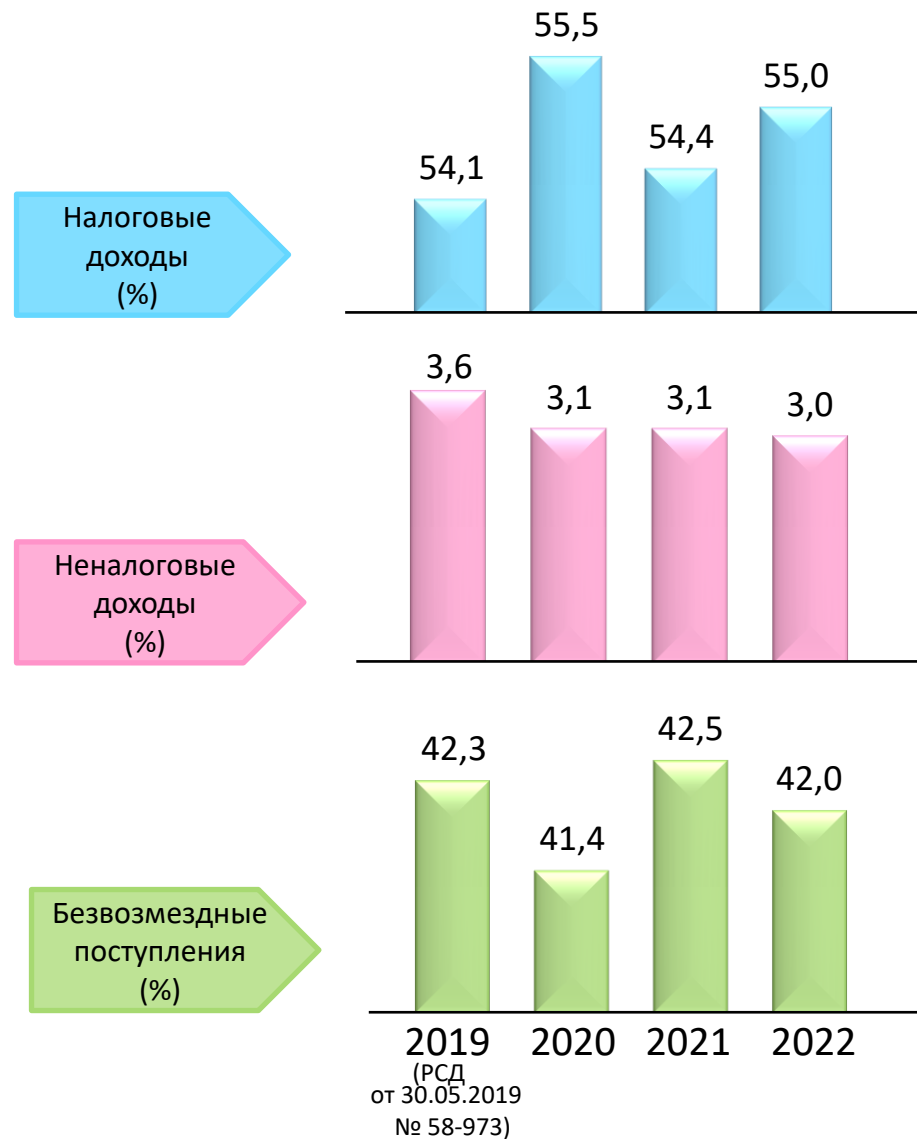 55,5
55,0
54,4
54,1
Налоговые
доходы
(%)
3,6
3,1
3,1
3,0
Неналоговые
доходы
(%)
42,5
42,3
42,0
41,4
Безвозмездные
поступления
(%)
2019 2020 2021 2022
(РСД
от 30.05.2019
№ 58-973)